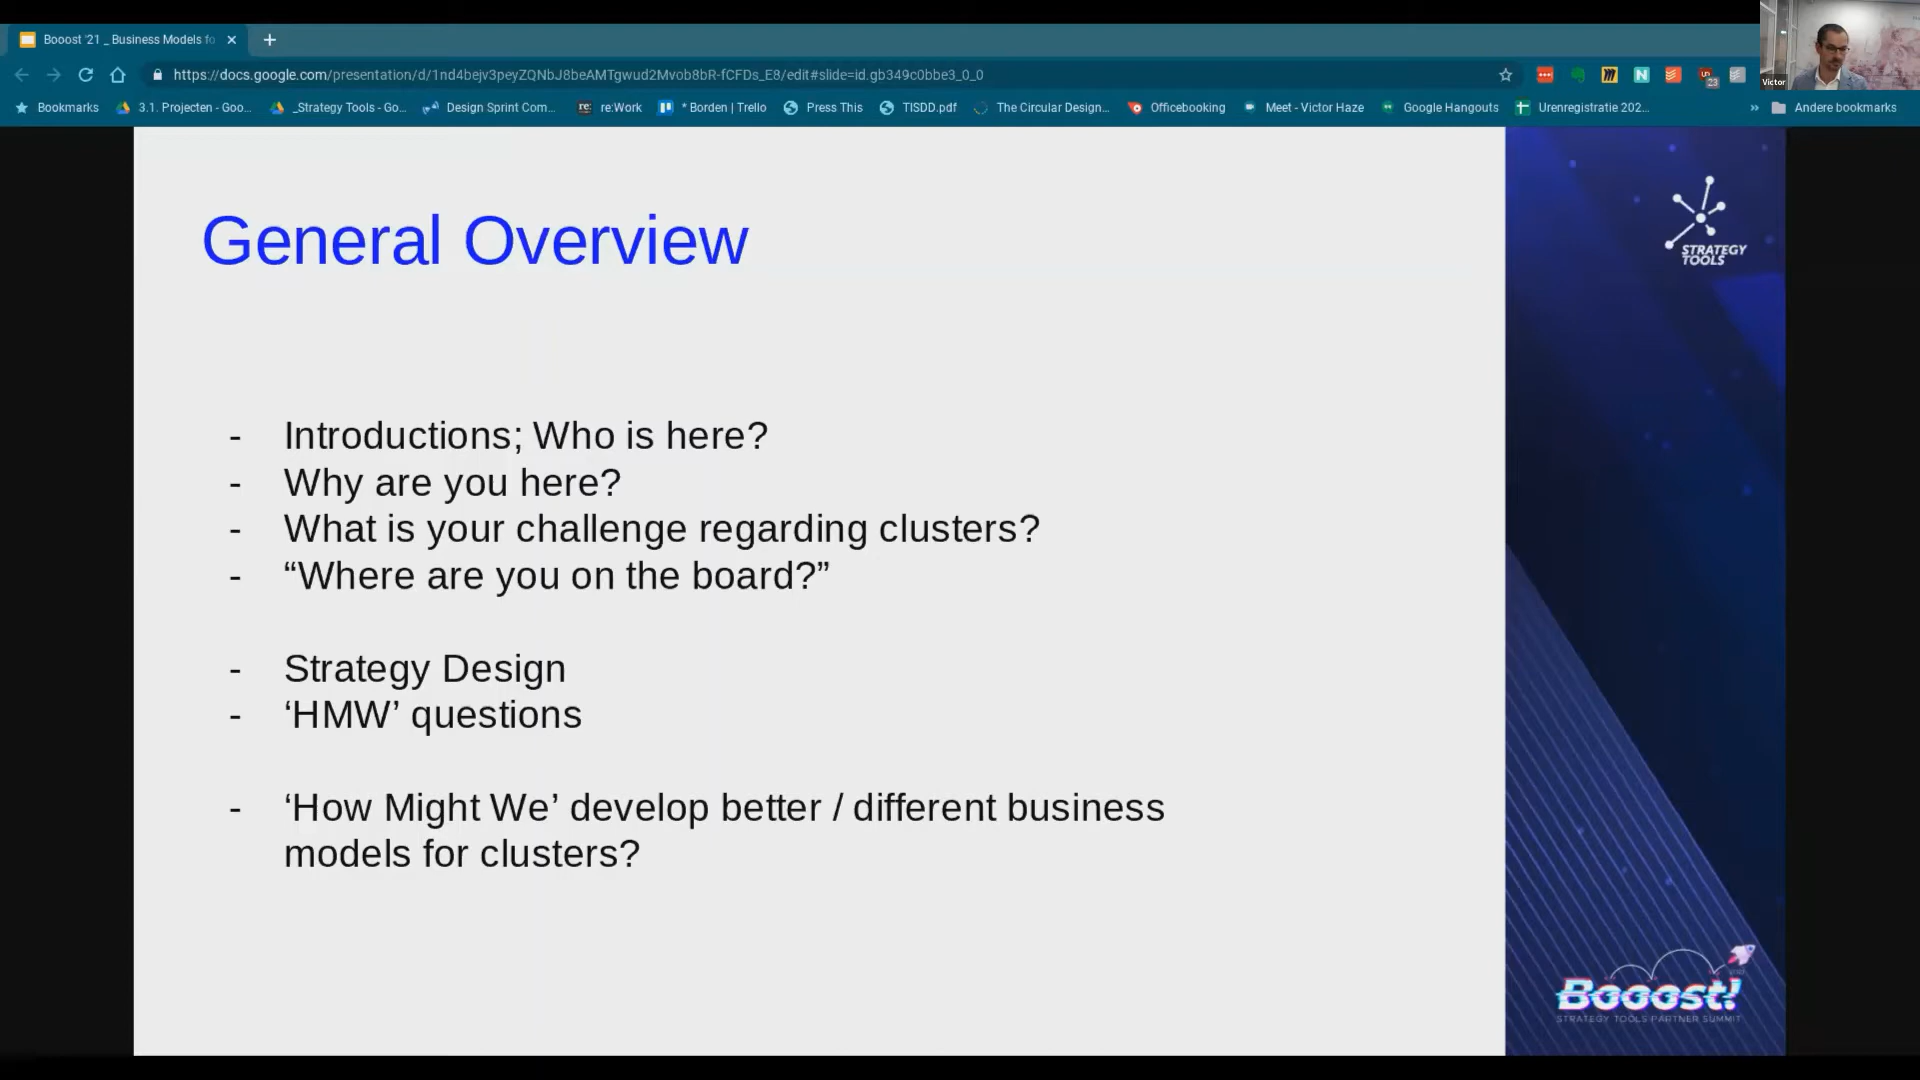 Booost '21 _ Business Models fo
https://docs.google.com/presentation/d/1nd4bejv3peyZQNbJ8beAMTgwud2Mvob8bR-fCFDs_E8/edit#slide=id.gb349c0bbe3_0_0
23
Victor
Bookmarks
3.1. Projecten - Goo...
_Strategy Tools - Go...
Design Sprint Com...
re:
re:Work
* Borden | Trello
Press This
TISDD.pdf
The Circular Design...
Officebooking
Meet - Victor Haze
Google Hangouts
Urenregistratie 202...
»
Andere bookmarks
General Overview
STRATEGY
TOOLS
- Introductions; Who is here?
- Why are you here?
- What is your challenge regarding clusters?
- “Where are you on the board?”
- Strategy Design
- ‘HMW’ questions
- ‘How Might We’ develop better / different business
models for clusters?
Booost!
STRATEGY TOOLS PARTNER SUMMIT